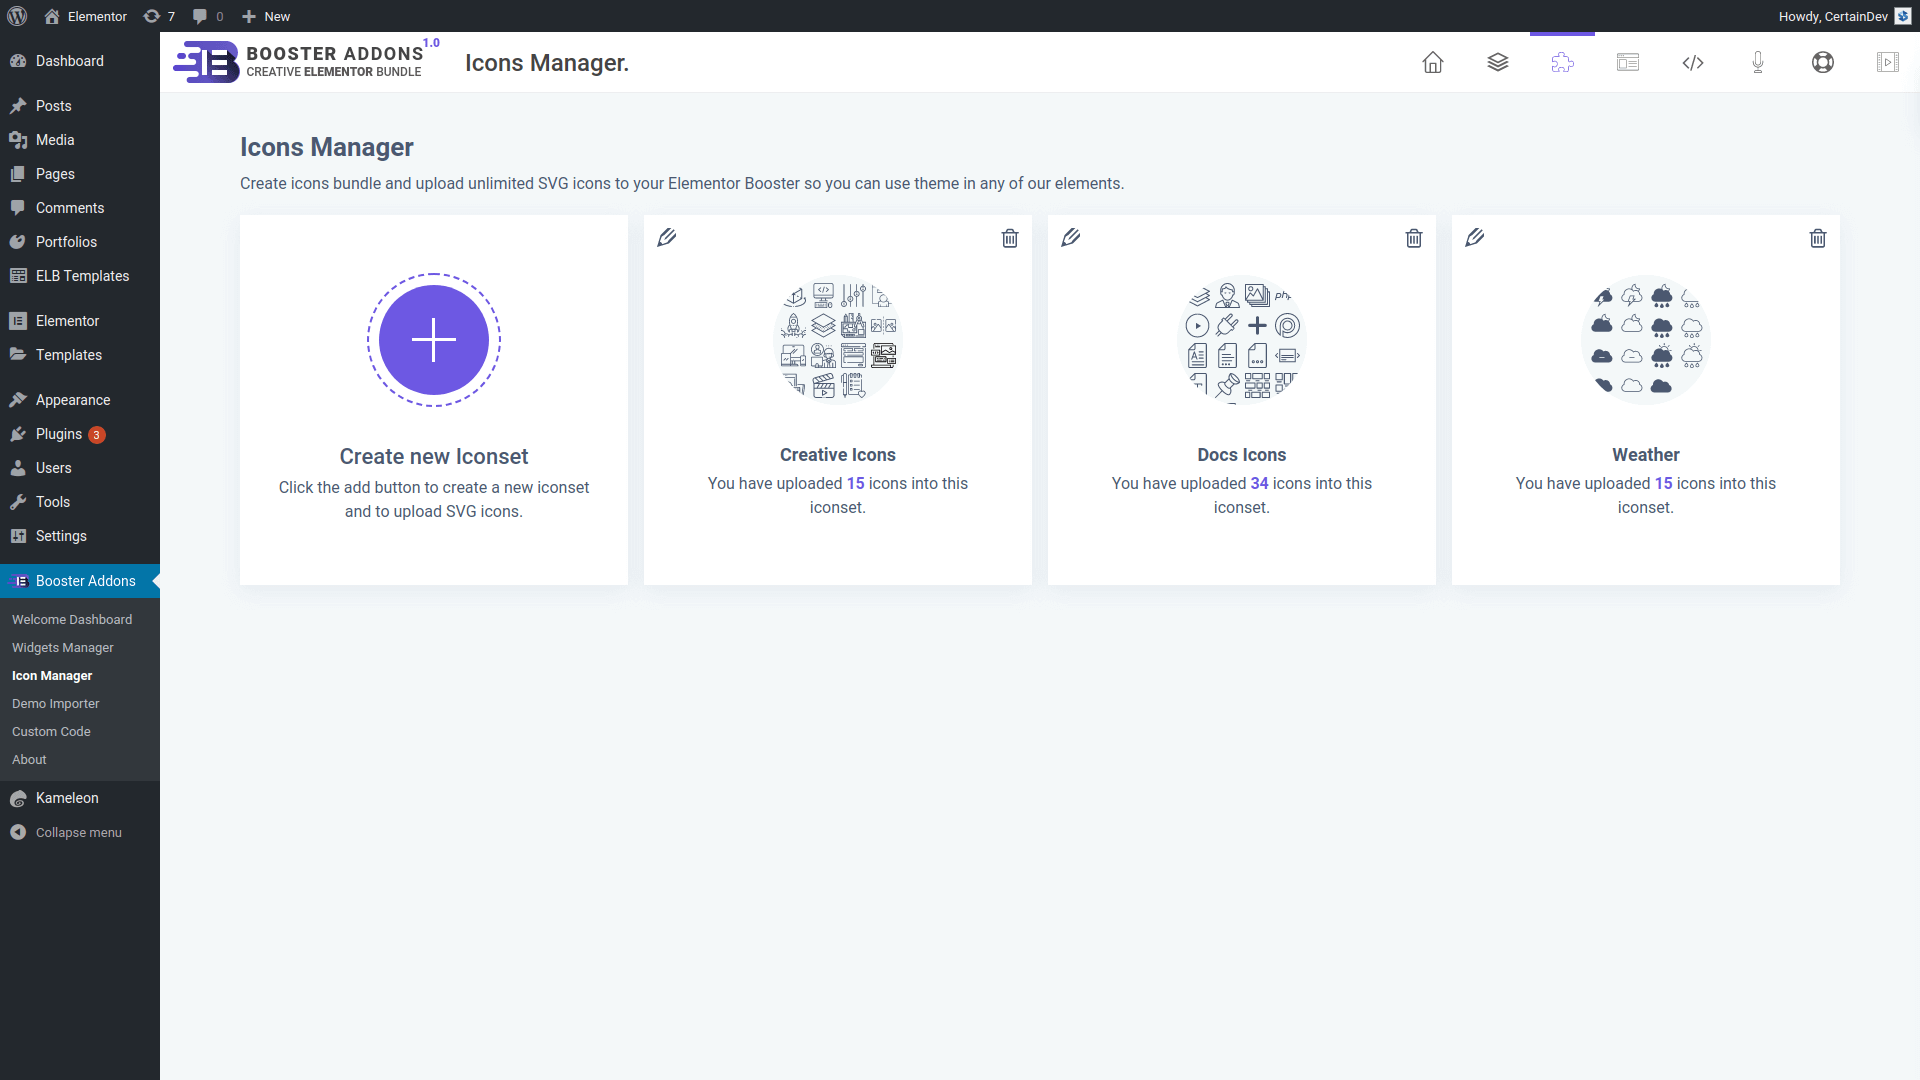 Elementor
7
0
New
Howdy, CertainDev
Dashboard
Posts
Media
Pages
Comments
Portfolios
ELB Templates
Elementor
Templates
Appearance
Plugins 3
Users
Tools
Settings
Booster Addons
Welcome Dashboard
Widgets Manager
Icon Manager
Demo Importer
Custom Code
About
Kameleon
Collapse menu
BOOSTER ADDONS 1.0
CREATIVE ELEMENTOR BUNDLE
Icons Manager.
Icons Manager
Create icons bundle and upload unlimited SVG icons to your Elementor Booster so you can use theme in any of our elements.
Create new Iconset
Click the add button to create a new iconset
and to upload SVG icons.
Creative Icons
You have uploaded 15 icons into this
iconset.
php
Docs Icons
You have uploaded 34 icons into this
iconset.
Weather
You have uploaded 15 icons into this
iconset.